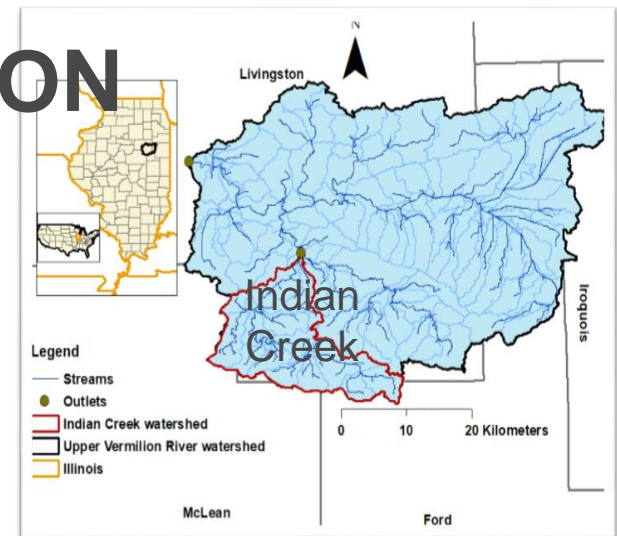 ON
N
Livingston
Indian
Creek
Iroquois
Legend
Streams
Outlets
Indian Creek watershed
Upper Vermilion River watershed
Illinois
0 10 20 Kilometers
McLean
Ford